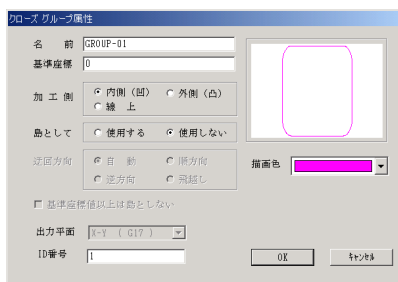 クローズ グループ属性
名 前 GROUP-01
基準座標 0
加 工 側 内側 (凹) 外側 (凸)
線 上
島として 使用する 使用しない
迂回方向 自 動 順方向
逆方向 飛越し
描画色
基準座標値以上は島としない
出力平面 X-Y ( G17 )
ID番号 1
OK キャンセル